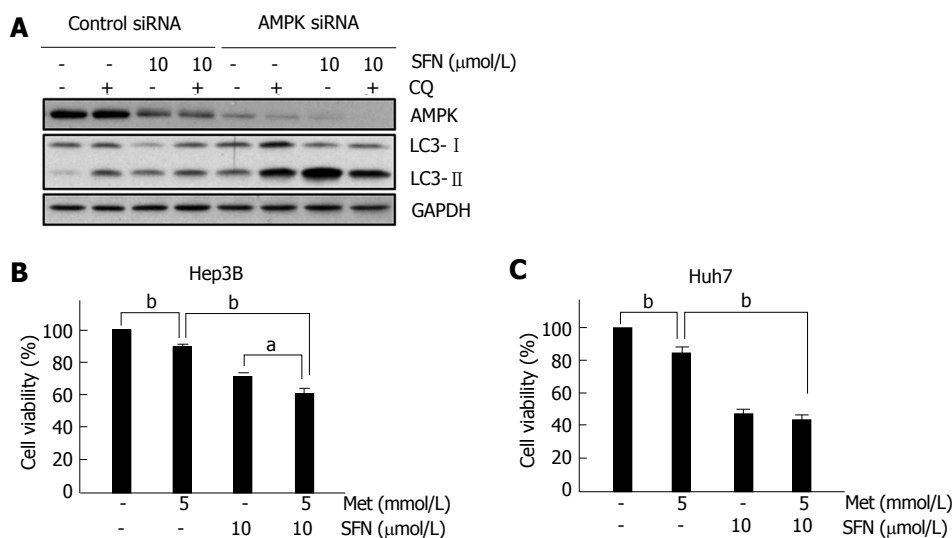 A
Control siRNA AMPK siRNA
- - 10 10 - - 10 10 SFN (μmol/L)
- + - + - + - + CQ
AMPK
LC3-Ⅰ
LC3-Ⅱ
GAPDH
B
Hep3B
b
b
a
Cell viability (%)
100
80
60
40
20
0
- 5 - 5 Met (mmol/L)
- - 10 10 SFN (μmol/L)
C
Huh7
b
b
Cell viability (%)
100
80
60
40
20
0
- 5 - 5 Met (mmol/L)
- - 10 10 SFN (μmol/L)